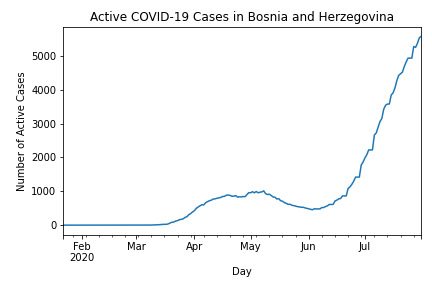 Active COVID-19 Cases in Bosnia and Herzegovina
Number of Active Cases
5000
4000
3000
2000
1000
0
Feb Mar Apr May Jun Jul
2020
Day